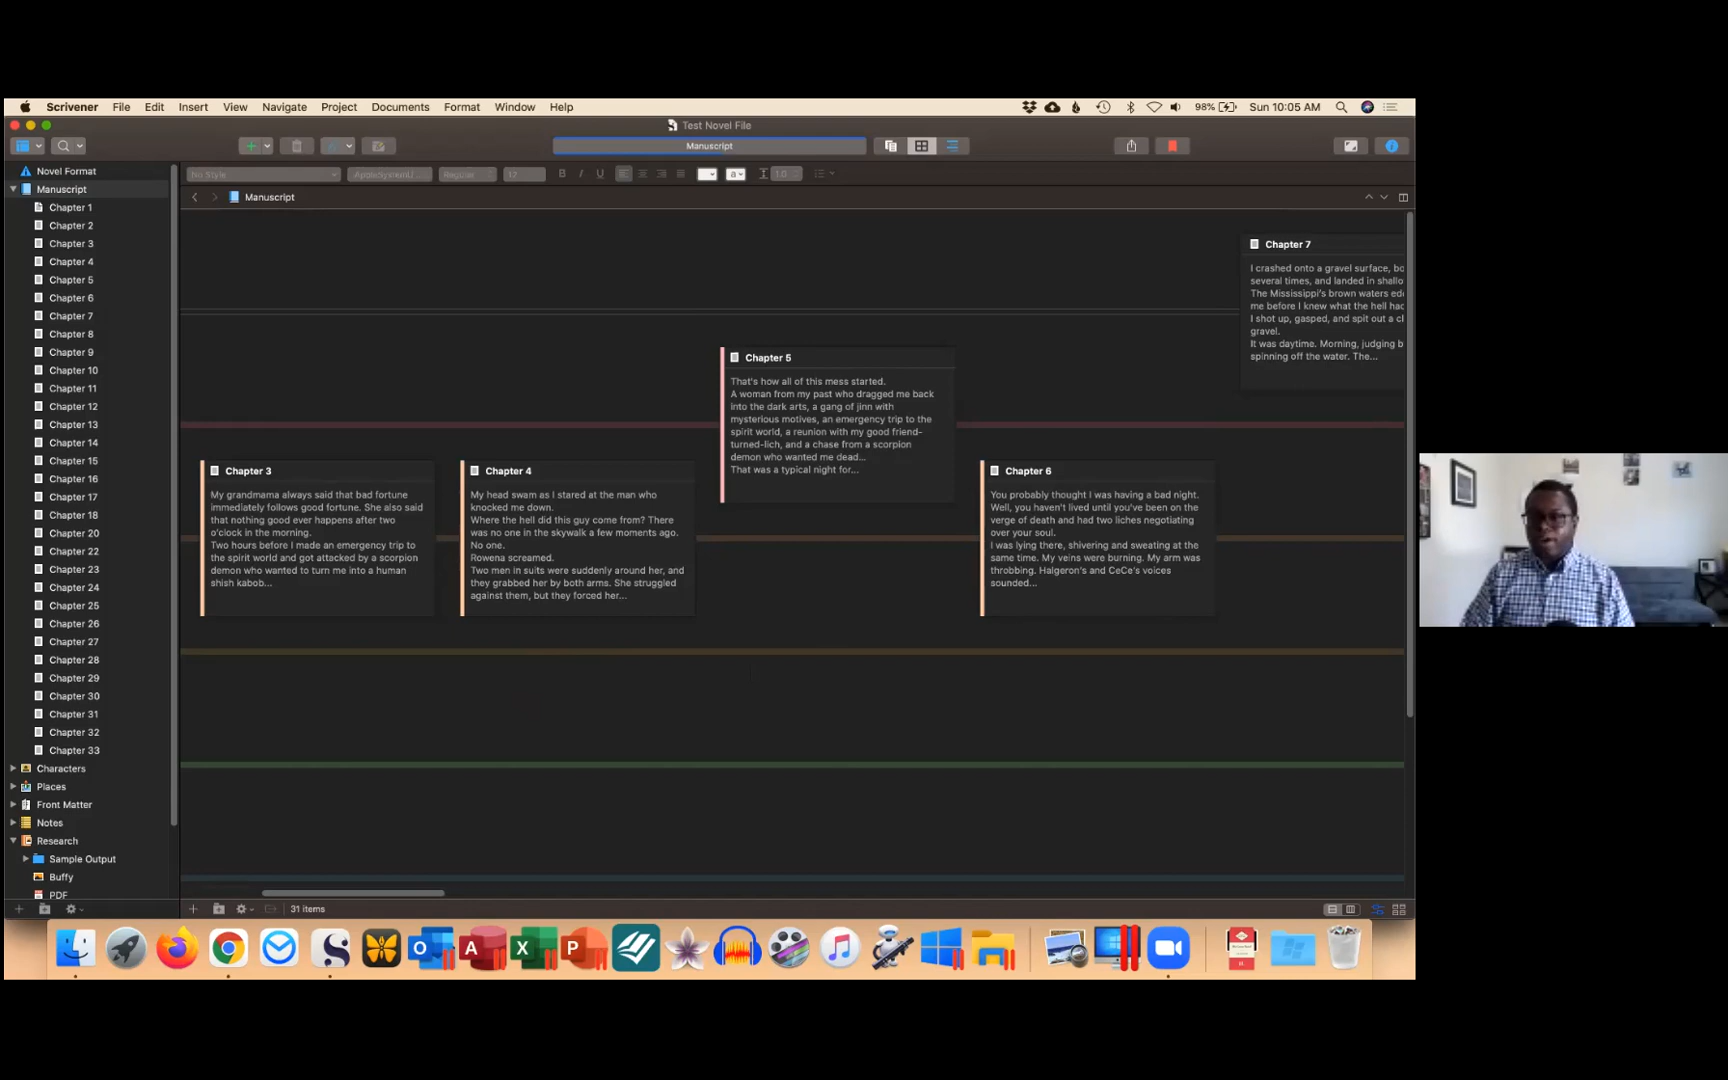 Scrivener File Edit Insert View Navigate Project Documents Format Window Help 98% Sun 10:05 AM
Test Novel File
Manuscript
No Style Regular 12 B I U a 1.0
Manuscript
Novel Format
Manuscript
Chapter 1
Chapter 2
Chapter 3
Chapter 4
Chapter 5
Chapter 6
Chapter 7
Chapter 8
Chapter 9
Chapter 10
Chapter 11
Chapter 12
Chapter 13
Chapter 14
Chapter 15
Chapter 16
Chapter 17
Chapter 18
Chapter 20
Chapter 22
Chapter 23
Chapter 24
Chapter 25
Chapter 26
Chapter 27
Chapter 28
Chapter 29
Chapter 30
Chapter 31
Chapter 32
Chapter 33
Characters
Places
Front Matter
Notes
Research
Sample Output
Buffy
PDF
Chapter 3
My grandmama always said that bad fortune
immediately follows good fortune. She also said
that nothing good ever happens after two
o'clock in the morning.
Two hours before I made an emergency trip to
the spirit world and got attacked by a scorpion
demon who wanted to turn me into a human
shish kabob...
Chapter 4
My head swam as I stared at the man who
knocked me down.
Where the hell did this guy come from? There
was no one in the skywalk a few moments ago.
No one.
Rowena screamed.
Two men in suits were suddenly around her, and
they grabbed her by both arms. She struggled
against them, but they forced her...
Chapter 5
That's how all of this mess started.
A woman from my past who dragged me back
into the dark arts, a gang of jinn with
mysterious motives, an emergency trip to the
spirit world, a reunion with my good friend-
turned-lich, and a chase from a scorpion
demon who wanted me dead...
That was a typical night for...
Chapter 6
You probably thought I was having a bad night.
Well, you haven't lived until you've been on the
verge of death and had two liches negotiating
over your soul.
I was lying there, shivering and sweating at the
same time. My veins were burning. My arm was
throbbing. Halgeron's and CeCe's voices
sounded...
Chapter 7
I crashed onto a gravel surface, bo
several times, and landed in shallo
The Mississippi's brown waters ed
me before I knew what the hell had
I shot up, gasped, and spit out a cl
gravel.
It was daytime. Morning, judging b
spinning off the water. The...
31 items